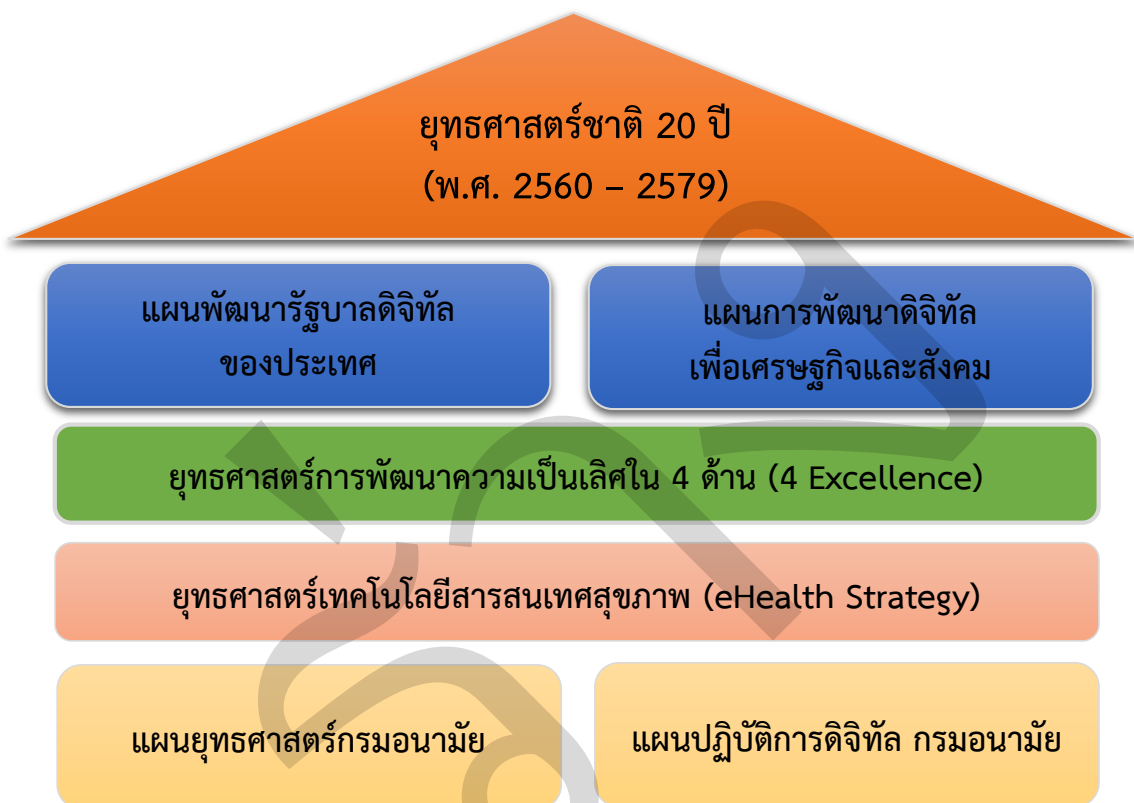 ยุทธศาสตร์ชาติ 20 ปี
(พ.ศ. 2560 – 2579)
แผนพัฒนารัฐบาลดิจิทัล
ของประเทศ
แผนการพัฒนาดิจิทัล
เพื่อเศรษฐกิจและสังคม
ยุทธศาสตร์การพัฒนาความเป็นเลิศใน 4 ด้าน (4 Excellence)
ยุทธศาสตร์เทคโนโลยีสารสนเทศสุขภาพ (eHealth Strategy)
แผนยุทธศาสตร์กรมอนามัย
แผนปฏิบัติการดิจิทัล กรมอนามัย